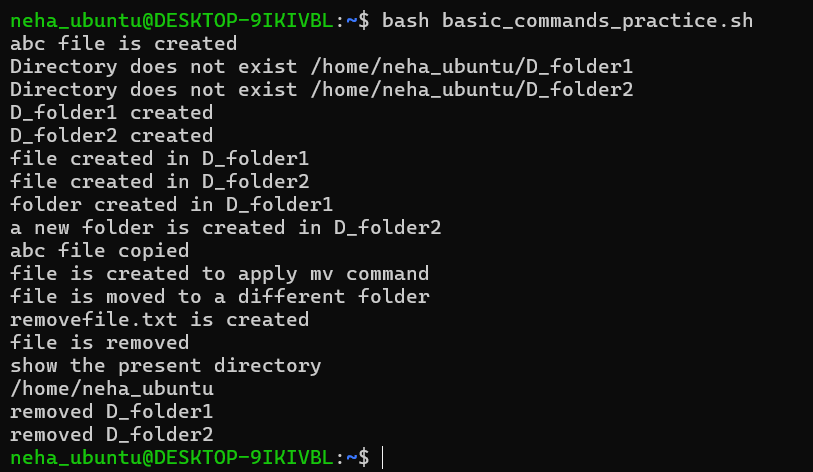 neha_ubuntu@DESKTOP-9IKIVBL:~$ bash basic_commands_practice.sh
abc file is created
Directory does not exist /home/neha_ubuntu/D_folder1
Directory does not exist /home/neha_ubuntu/D_folder2
D_folder1 created
D_folder2 created
file created in D_folder1
file created in D_folder2
folder created in D_folder1
a new folder is created in D_folder2
abc file copied
file is created to apply mv command
file is moved to a different folder
removefile.txt is created
file is removed
show the present directory
/home/neha_ubuntu
removed D_folder1
removed D_folder2
neha_ubuntu@DESKTOP-9IKIVBL:~$